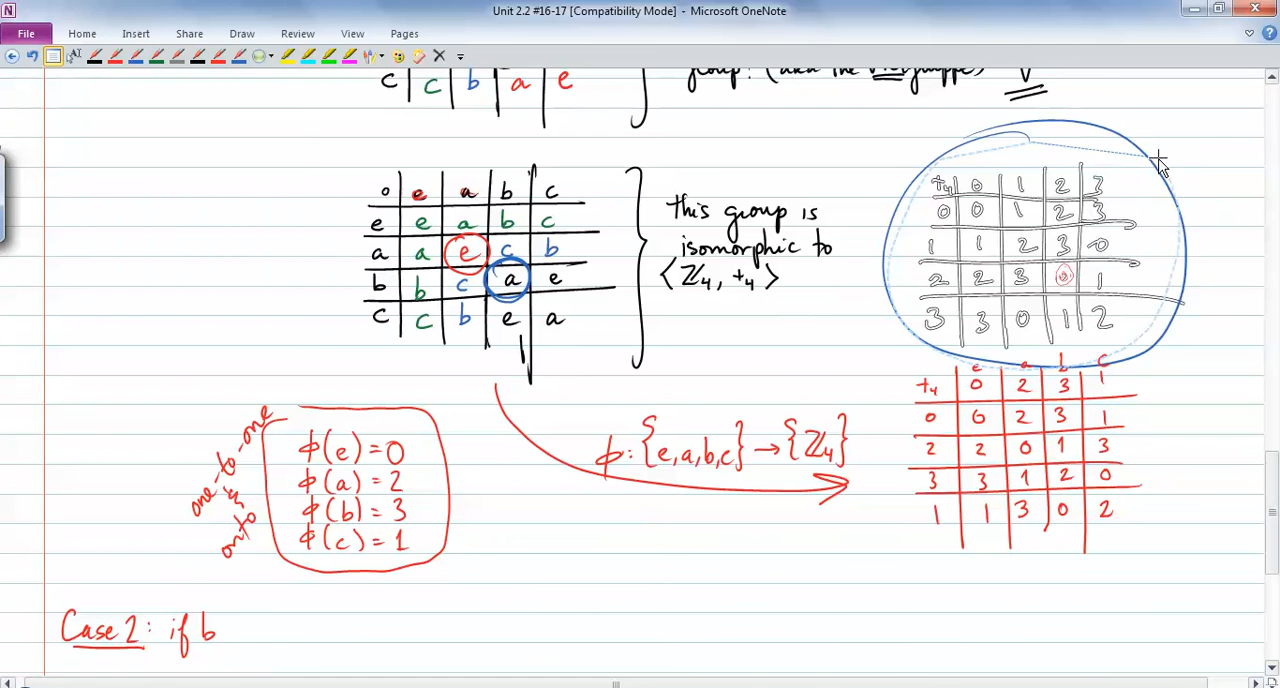 Unit 2.2 #16-17 [Compatibility Mode] - Microsoft OneNote
File Home Insert Share Draw Review View Pages
c c b a e
group: (aka the
V
o e a b c
e e a b c
a a e c b
b b c a e
c c b e a
this group is
isomorphic to
⟨ℤ₄, +₄⟩
+₄ 0 1 2 3
0 0 1 2 3
1 1 2 3 0
2 2 3 0 1
3 3 0 1 2
e a b c
+₄ 0 2 3 1
0 0 2 3 1
2 2 0 1 3
3 3 1 2 0
1 1 3 0 2
one-to-one
&
onto
ϕ(e) = 0
ϕ(a) = 2
ϕ(b) = 3
ϕ(c) = 1
ϕ: {e,a,b,c} → {ℤ₄}
Case 2: if b